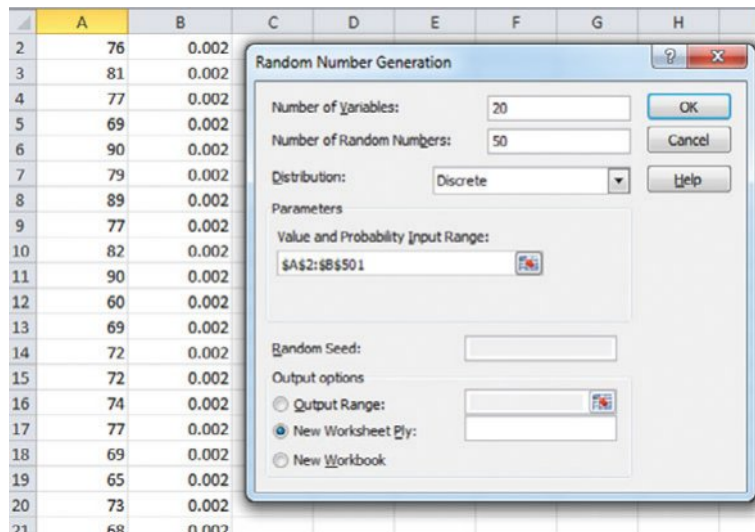 A B C D E F G H
2 76 0.002
3 81 0.002
4 77 0.002
5 69 0.002
6 90 0.002
7 79 0.002
8 89 0.002
9 77 0.002
10 82 0.002
11 90 0.002
12 60 0.002
13 69 0.002
14 72 0.002
15 72 0.002
16 74 0.002
17 77 0.002
18 69 0.002
19 65 0.002
20 73 0.002
21 68 0.002
Random Number Generation
? X
Number of Variables: 20
OK
Number of Random Numbers: 50
Cancel
Distribution: Discrete
Help
Parameters
Value and Probability Input Range:
$A$2:$B$501
Random Seed:
Output options
Output Range:
New Worksheet Ply:
New Workbook